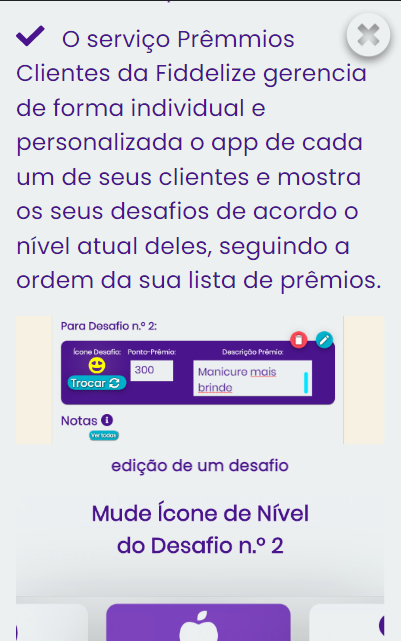 O serviço Prêmmios
Clientes da Fiddelize gerencia
de forma individual e
personalizada o app de cada
um de seus clientes e mostra
os seus desafios de acordo o
nível atual deles, seguindo a
ordem da sua lista de prêmios.
Para Desafio n.º 2:
Ícone Desafio: Ponto-Prêmio: Descrição Prêmio:
Trocar 300 Manicure mais
brinde
Notas
Ver todas
edição de um desafio
Mude Ícone de Nível
do Desafio n.º 2